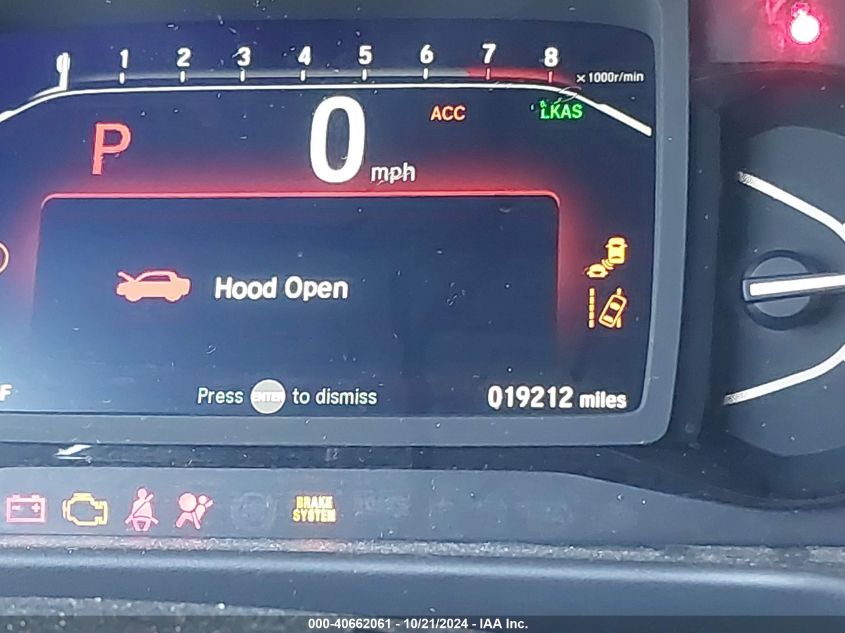 0 1 2 3 4 5 6 7 8 ×1000r/min
P 0 mph ACC LKAS
Hood Open
F Press ENTER to dismiss 019212 miles
BRAKE
SYSTEM
000-40662061 - 10/21/2024 - IAA Inc.